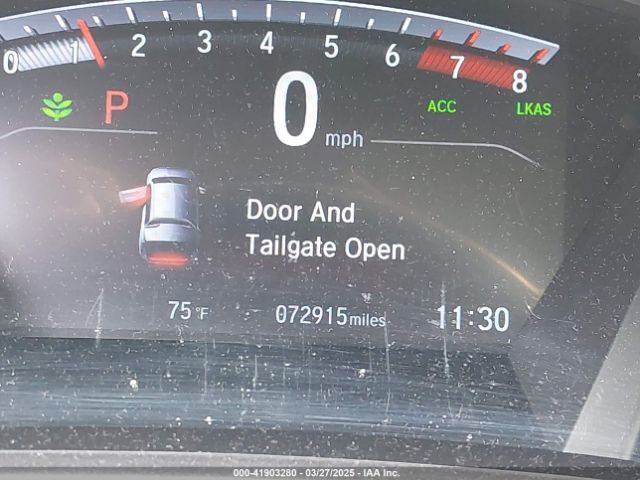 0 1 2 3 4 5 6 7 8
P 0 mph ACC LKAS
Door And
Tailgate Open
75°F 072915 miles 11:30
000-41903280 - 03/27/2025 - IAA Inc.